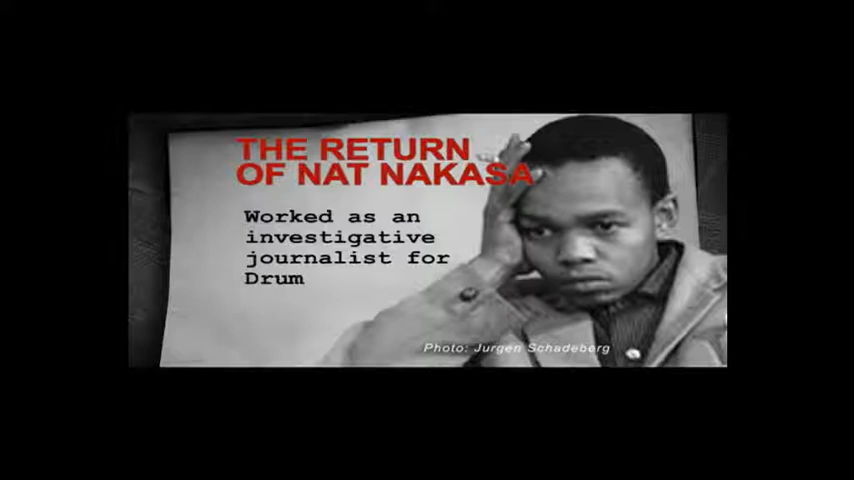 THE RETURN
OF NAT NAKASA
Worked as an
investigative
journalist for
Drum
Photo: Jurgen Schadeberg